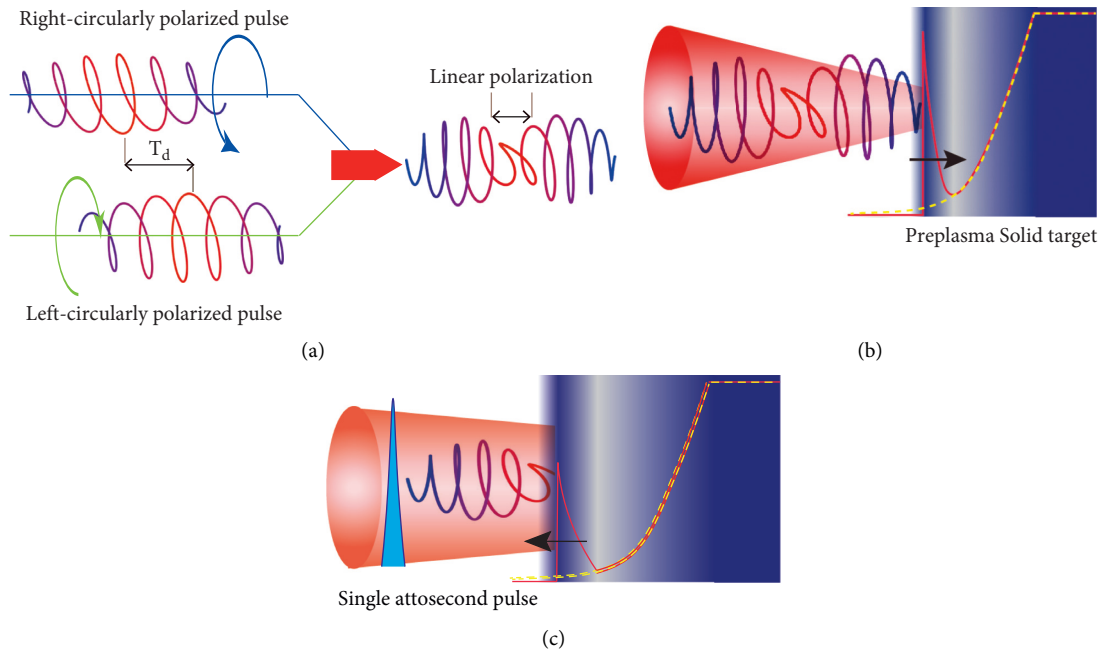 Right-circularly polarized pulse
Linear polarization
T_d
Left-circularly polarized pulse
(a)
Preplasma Solid target
(b)
Single attosecond pulse
(c)